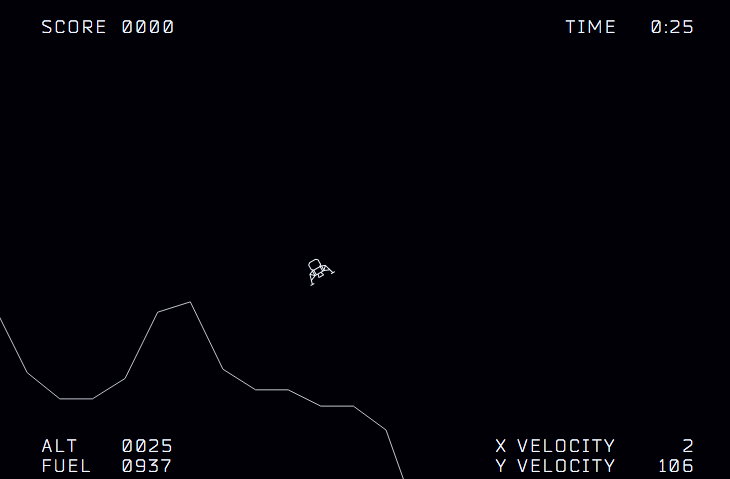 SCORE 0000
TIME 0:25
ALT 0025
FUEL 0937
X VELOCITY 2
Y VELOCITY 106